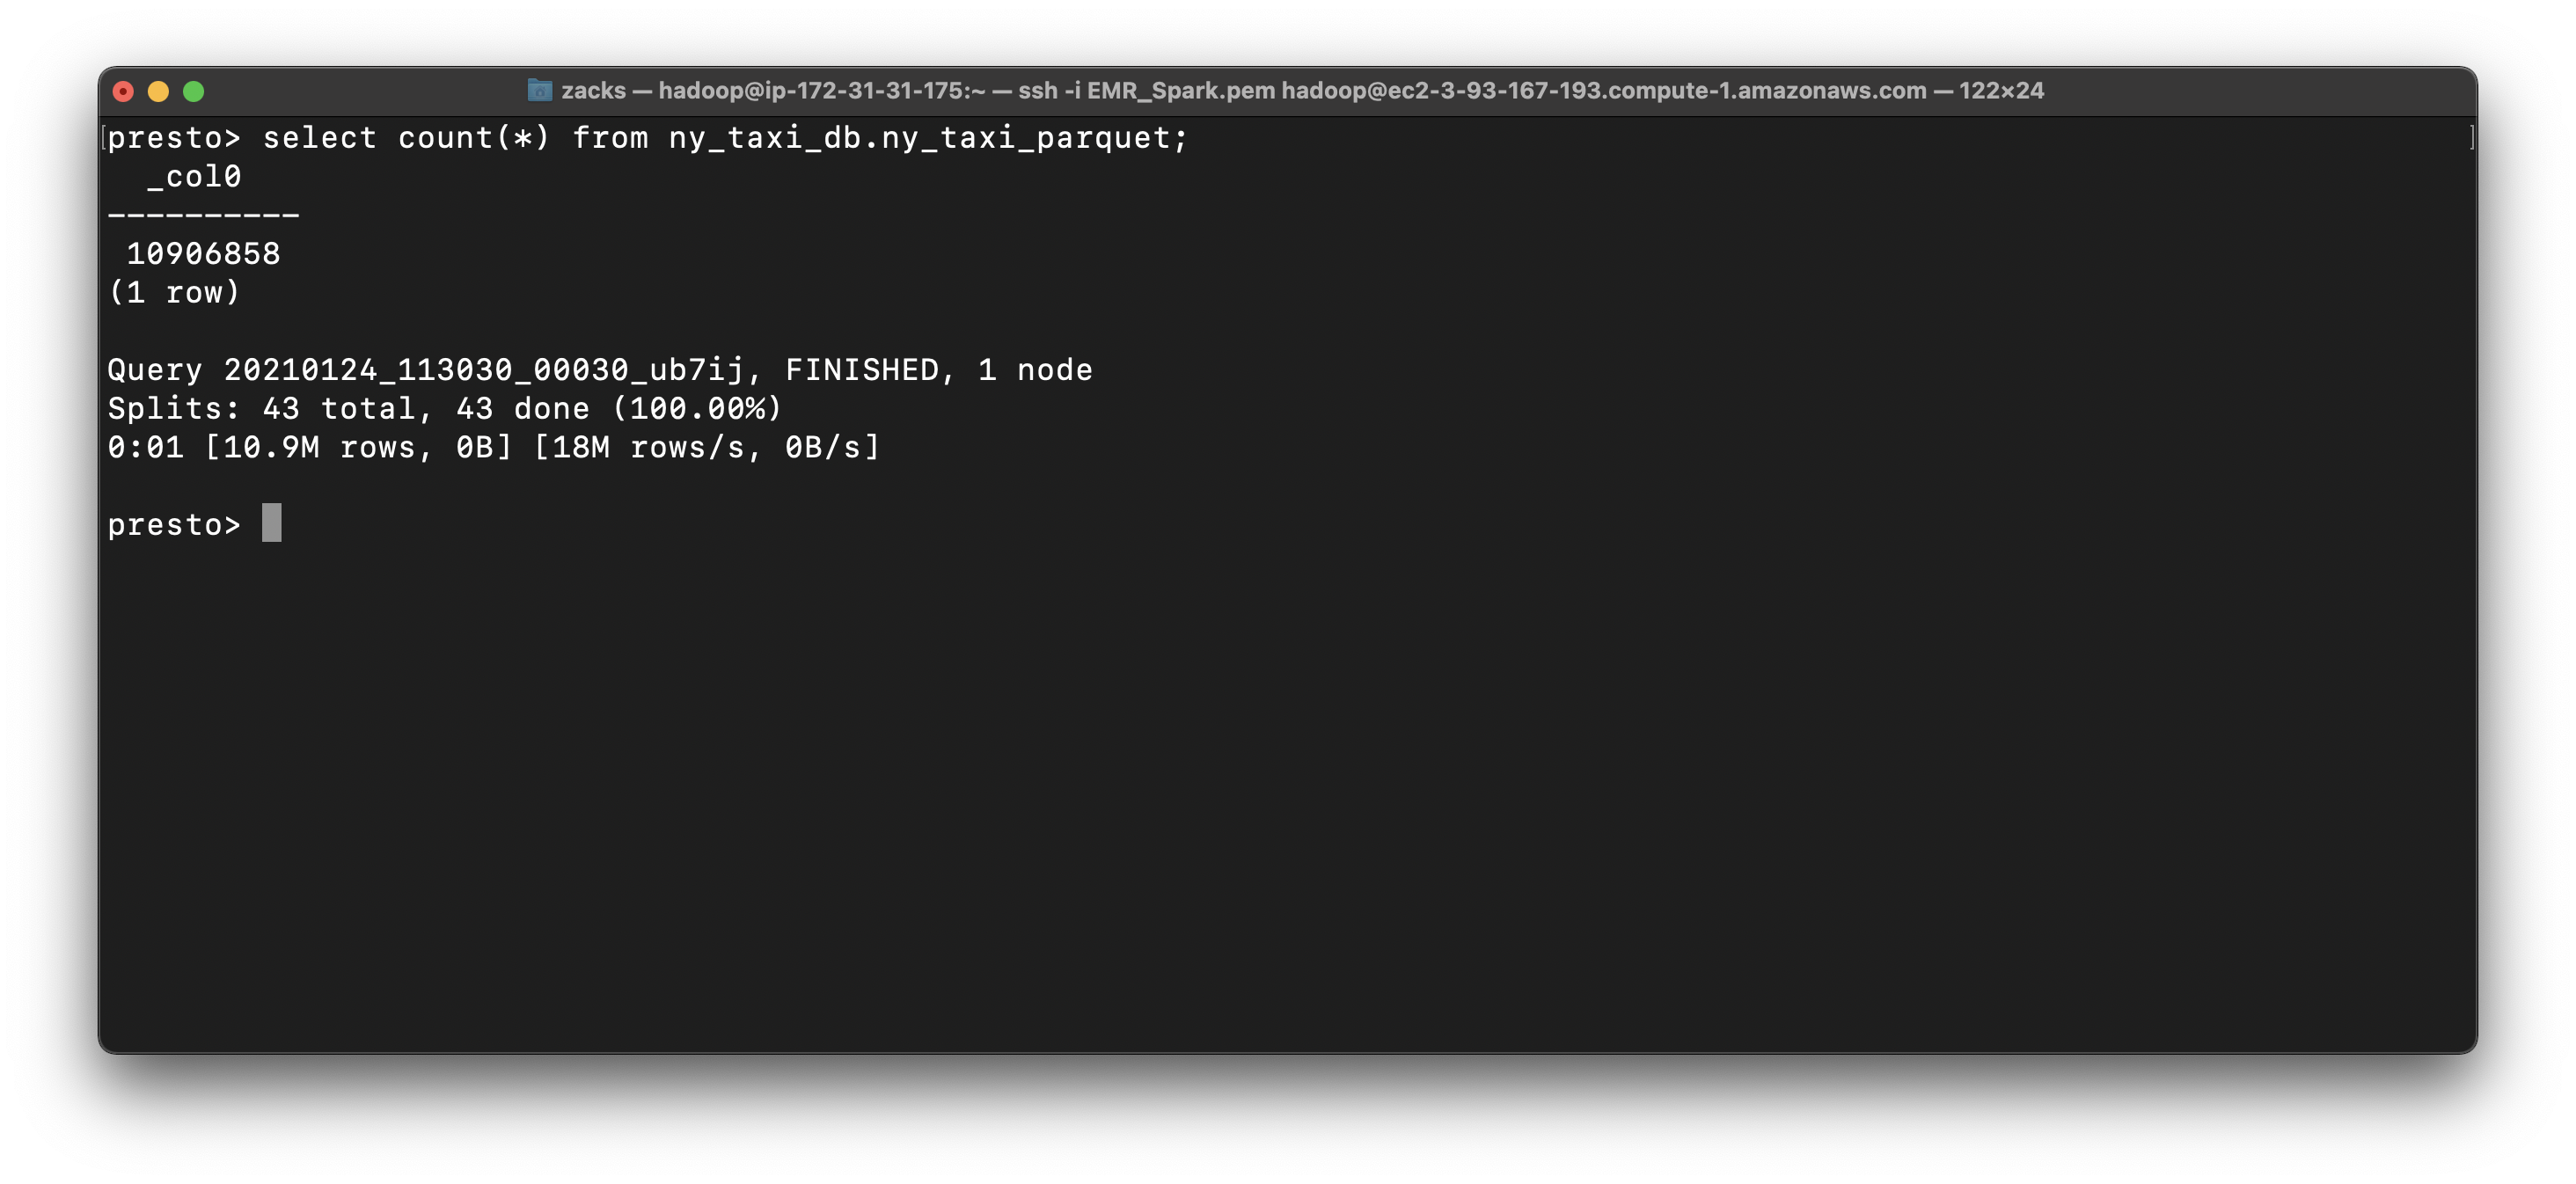 zacks — hadoop@ip-172-31-31-175:~ — ssh -i EMR_Spark.pem hadoop@ec2-3-93-167-193.compute-1.amazonaws.com — 122×24
[presto> select count(*) from ny_taxi_db.ny_taxi_parquet; ]
_col0
----------
10906858
(1 row)
Query 20210124_113030_00030_ub7ij, FINISHED, 1 node
Splits: 43 total, 43 done (100.00%)
0:01 [10.9M rows, 0B] [18M rows/s, 0B/s]
presto>